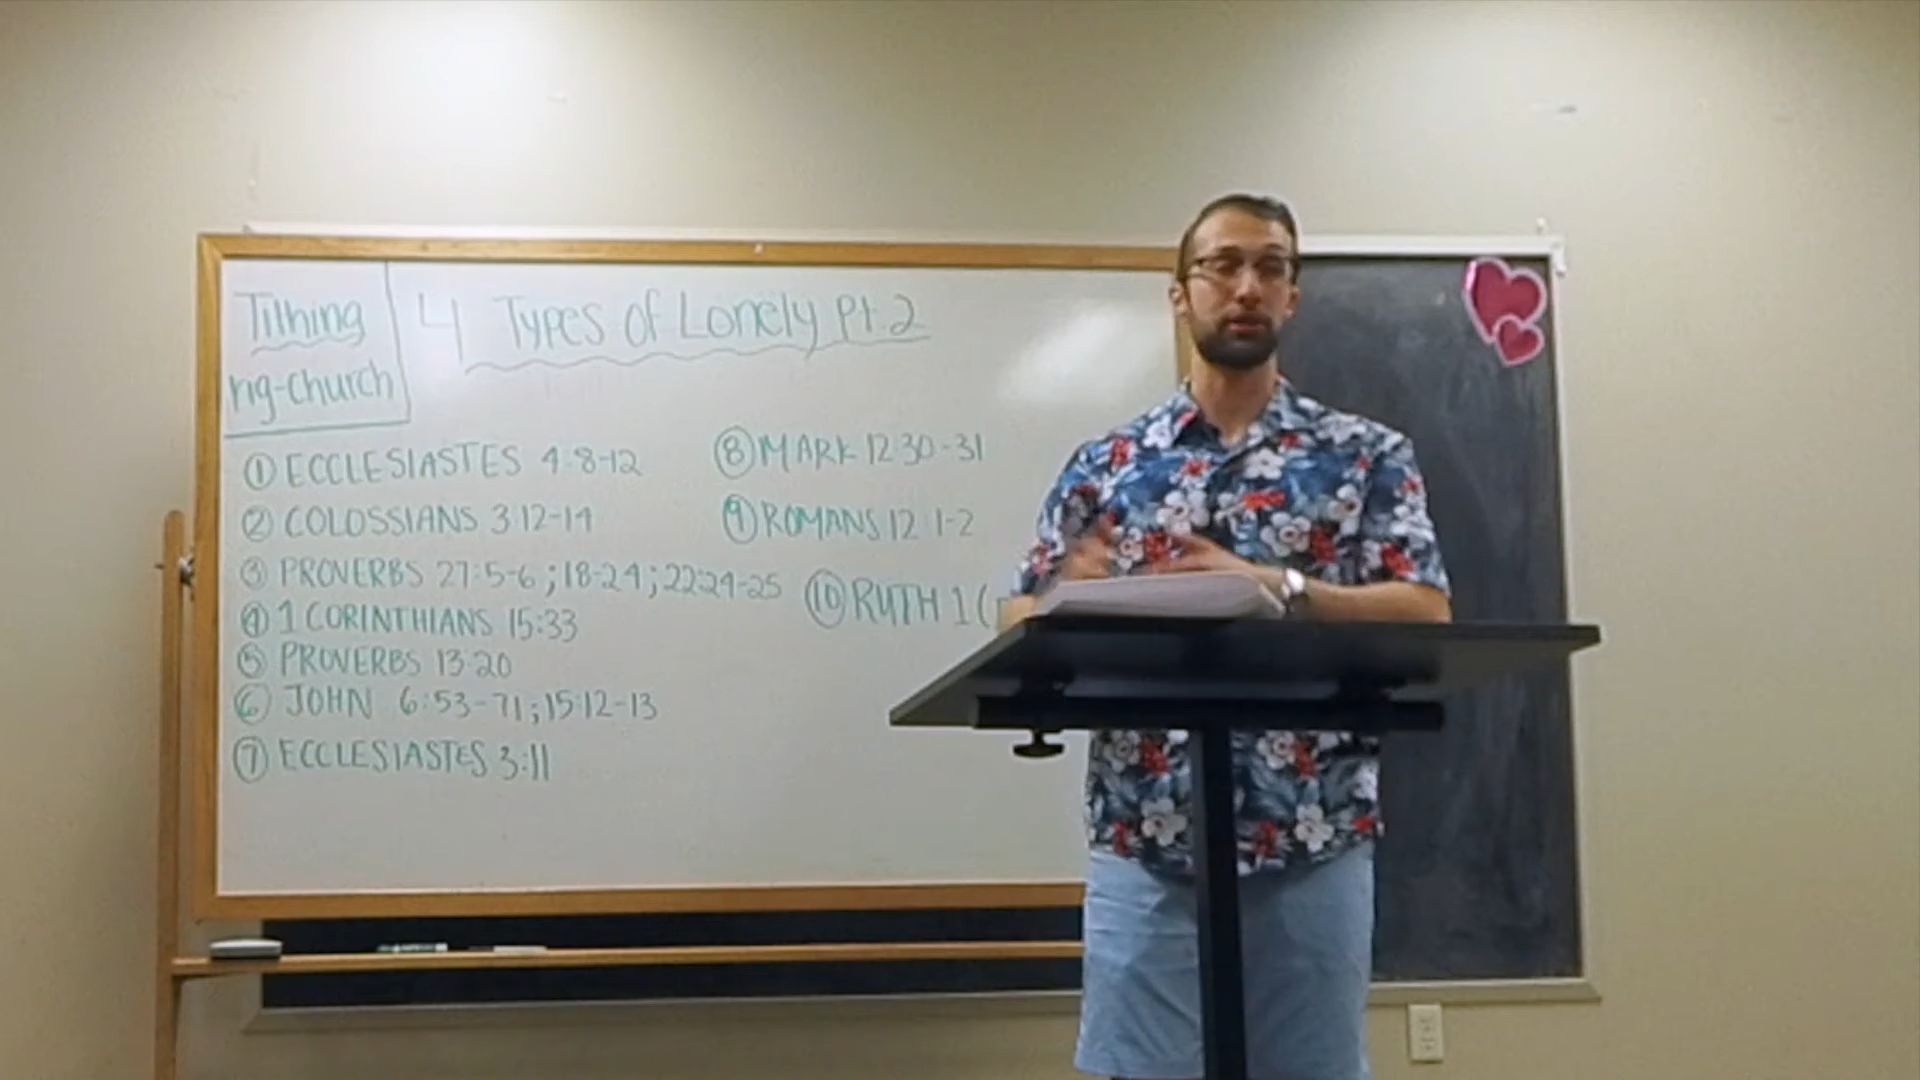 Tithing
rig-church
4 Types of Lonely Pt.2
① ECCLESIASTES 4:8-12
② COLOSSIANS 3:12-14
③ PROVERBS 27:5-6;18-24;22:24-25
④ 1 CORINTHIANS 15:33
⑤ PROVERBS 13:20
⑥ JOHN 6:53-71;15:12-13
⑦ ECCLESIASTES 3:11
⑧ MARK 12:30-31
⑨ ROMANS 12:1-2
⑩ RUTH 1 (